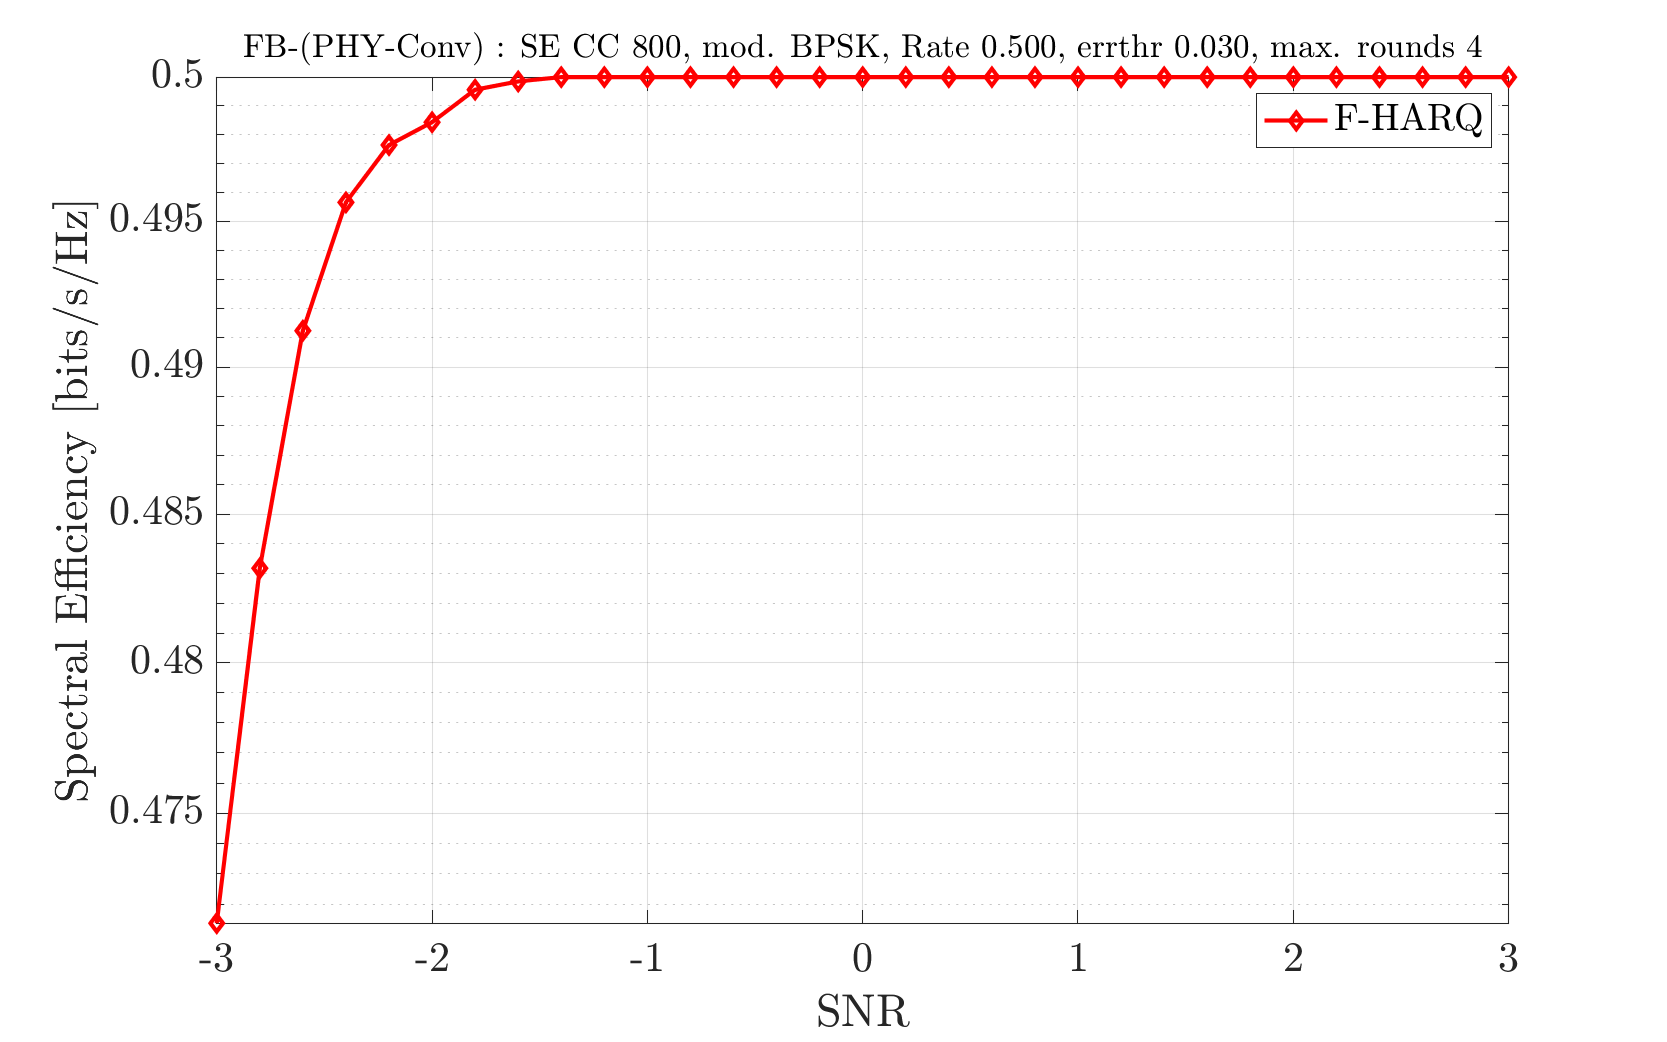 FB-(PHY-Conv) : SE CC 800, mod. BPSK, Rate 0.500, errthr 0.030, max. rounds 4
F-HARQ
Spectral Efficiency [bits/s/Hz]
0.5
0.495
0.49
0.485
0.48
0.475
-3 -2 -1 0 1 2 3
SNR